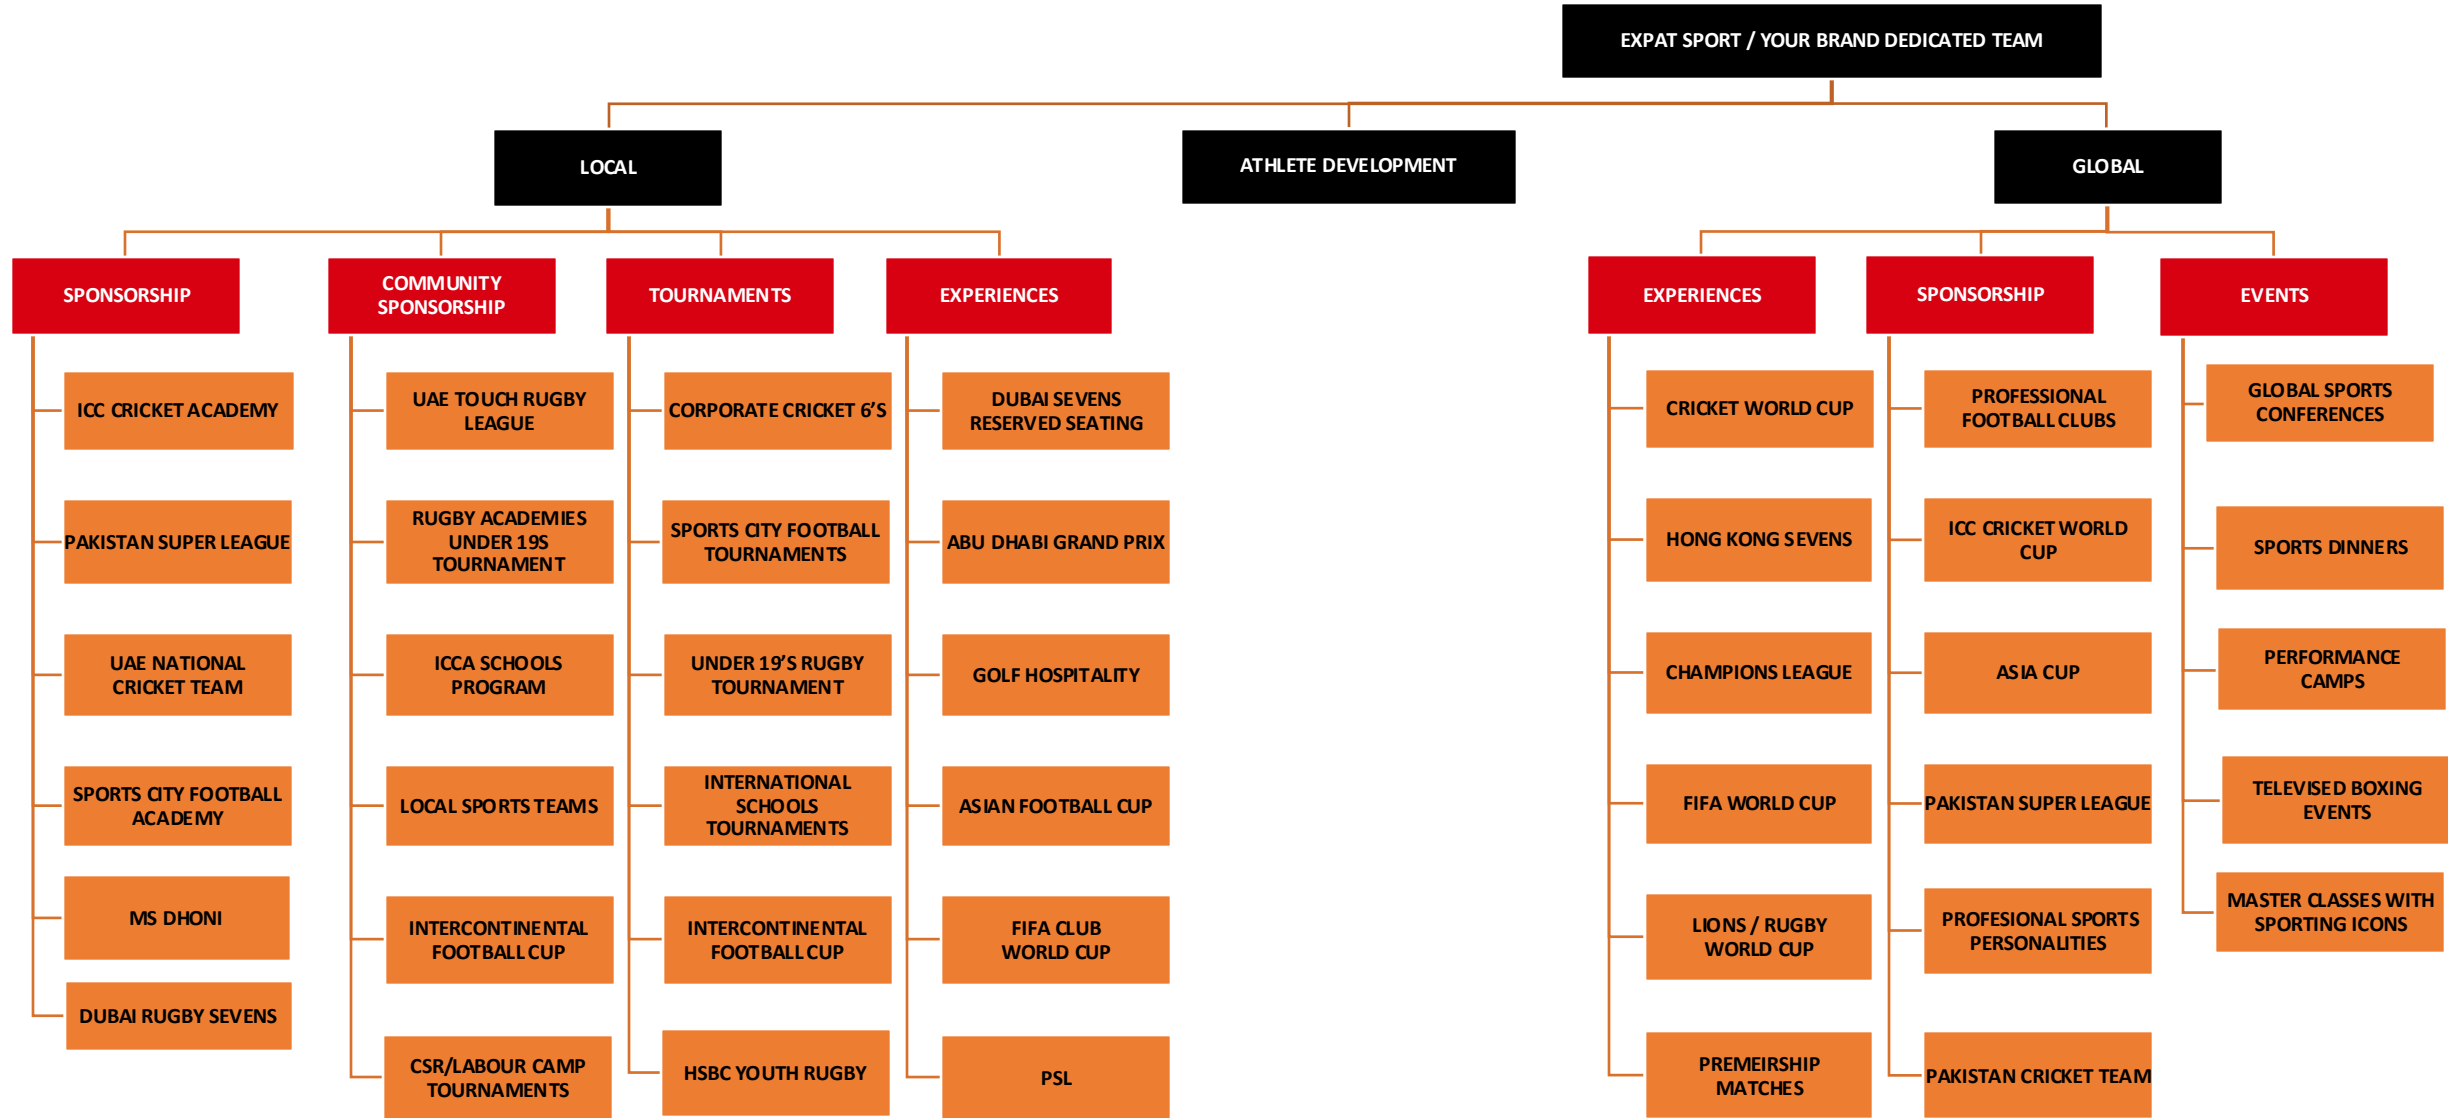 EXPAT SPORT / YOUR BRAND DEDICATED TEAM
LOCAL
ATHLETE DEVELOPMENT
GLOBAL
SPONSORSHIP
COMMUNITY
SPONSORSHIP
TOURNAMENTS
EXPERIENCES
EXPERIENCES
SPONSORSHIP
EVENTS
ICC CRICKET ACADEMY
PAKISTAN SUPER LEAGUE
UAE NATIONAL
CRICKET TEAM
SPORTS CITY FOOTBALL
ACADEMY
MS DHONI
DUBAI RUGBY SEVENS
UAE TOUCH RUGBY
LEAGUE
RUGBY ACADEMIES
UNDER 19S
TOURNAMENT
ICCA SCHOOLS
PROGRAM
LOCAL SPORTS TEAMS
INTERCONTINENTAL
FOOTBALL CUP
CSR/LABOUR CAMP
TOURNAMENTS
CORPORATE CRICKET 6’S
SPORTS CITY FOOTBALL
TOURNAMENTS
UNDER 19’S RUGBY
TOURNAMENT
INTERNATIONAL
SCHOOLS
TOURNAMENTS
INTERCONTINENTAL
FOOTBALL CUP
HSBC YOUTH RUGBY
DUBAI SEVENS
RESERVED SEATING
ABU DHABI GRAND PRIX
GOLF HOSPITALITY
ASIAN FOOTBALL CUP
FIFA CLUB
WORLD CUP
PSL
CRICKET WORLD CUP
HONG KONG SEVENS
CHAMPIONS LEAGUE
FIFA WORLD CUP
LIONS / RUGBY
WORLD CUP
PREMEIRSHIP
MATCHES
PROFESSIONAL
FOOTBALL CLUBS
ICC CRICKET WORLD
CUP
ASIA CUP
PAKISTAN SUPER LEAGUE
PROFESIONAL SPORTS
PERSONALITIES
PAKISTAN CRICKET TEAM
GLOBAL SPORTS
CONFERENCES
SPORTS DINNERS
PERFORMANCE
CAMPS
TELEVISED BOXING
EVENTS
MASTER CLASSES WITH
SPORTING ICONS